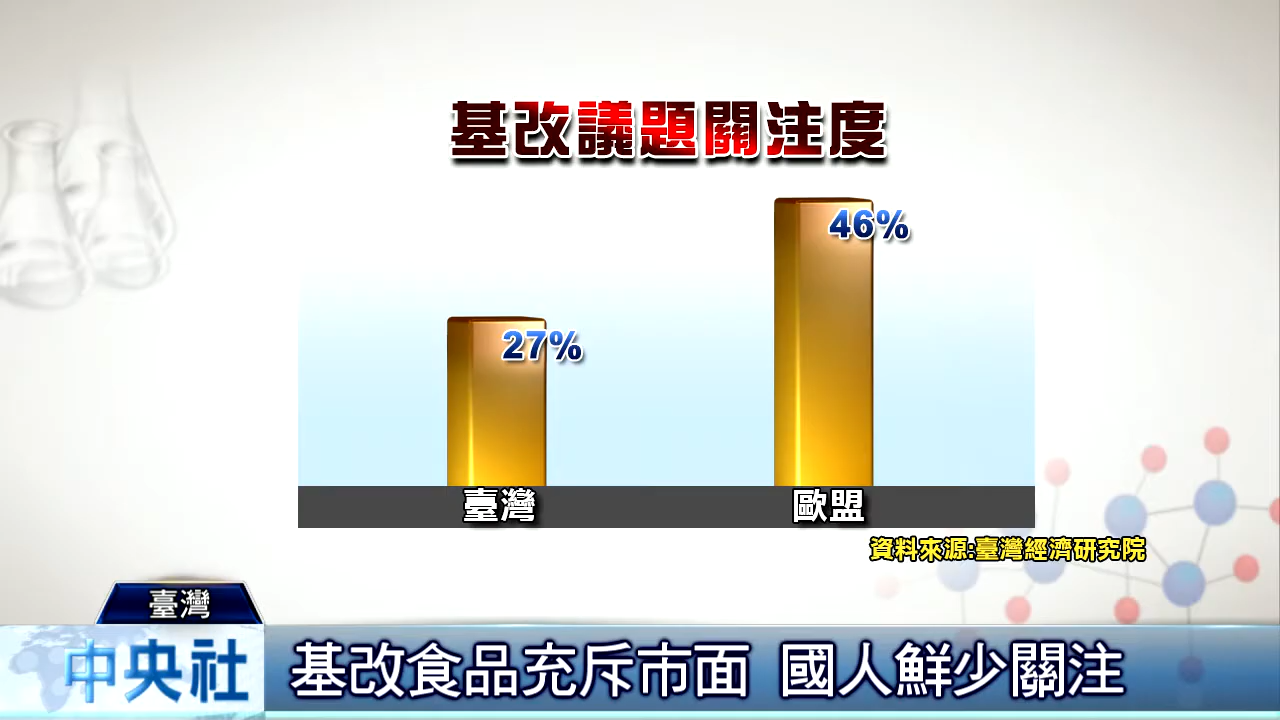 基改議題關注度
46%
27%
臺灣
歐盟
資料來源:臺灣經濟研究院
臺灣
中央社
基改食品充斥市面 國人鮮少關注